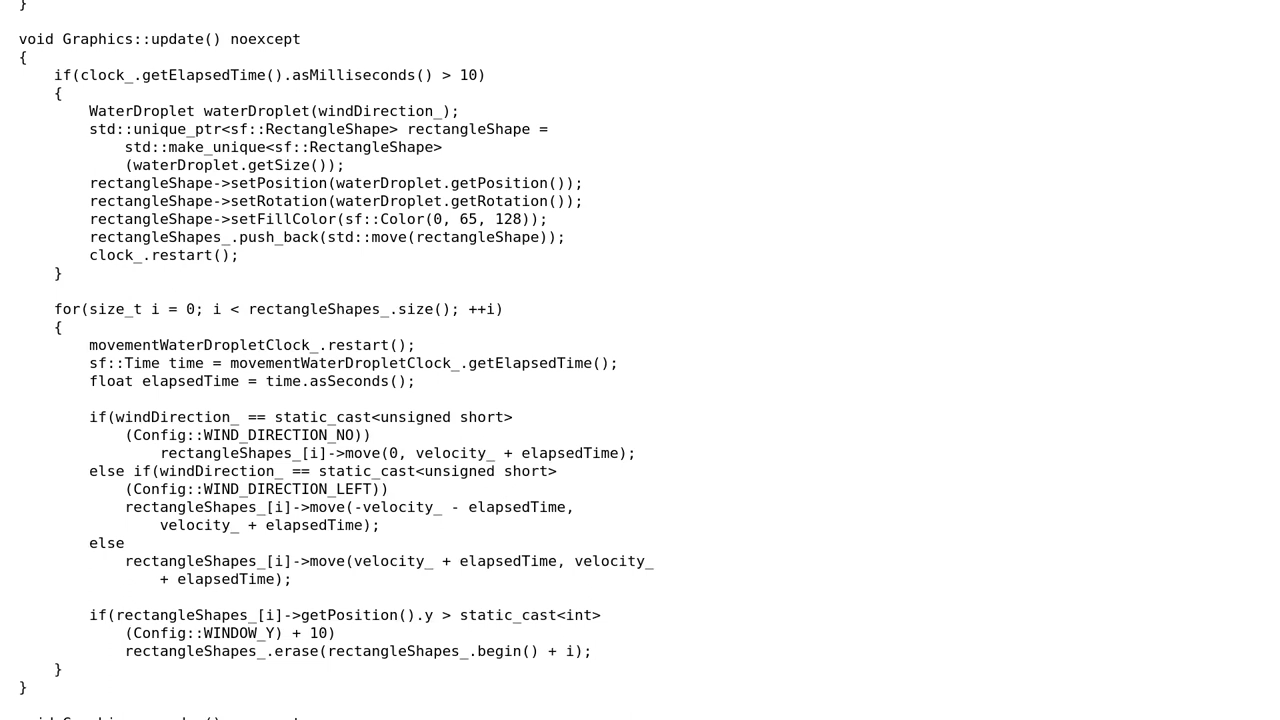 }

void Graphics::update() noexcept
{
    if(clock_.getElapsedTime().asMilliseconds() > 10)
    {
        WaterDroplet waterDroplet(windDirection_);
        std::unique_ptr<sf::RectangleShape> rectangleShape =
            std::make_unique<sf::RectangleShape>
            (waterDroplet.getSize());
        rectangleShape->setPosition(waterDroplet.getPosition());
        rectangleShape->setRotation(waterDroplet.getRotation());
        rectangleShape->setFillColor(sf::Color(0, 65, 128));
        rectangleShapes_.push_back(std::move(rectangleShape));
        clock_.restart();
    }

    for(size_t i = 0; i < rectangleShapes_.size(); ++i)
    {
        movementWaterDropletClock_.restart();
        sf::Time time = movementWaterDropletClock_.getElapsedTime();
        float elapsedTime = time.asSeconds();

        if(windDirection_ == static_cast<unsigned short>
            (Config::WIND_DIRECTION_NO))
                rectangleShapes_[i]->move(0, velocity_ + elapsedTime);
        else if(windDirection_ == static_cast<unsigned short>
            (Config::WIND_DIRECTION_LEFT))
            rectangleShapes_[i]->move(-velocity_ - elapsedTime,
                velocity_ + elapsedTime);
        else
            rectangleShapes_[i]->move(velocity_ + elapsedTime, velocity_
                + elapsedTime);

        if(rectangleShapes_[i]->getPosition().y > static_cast<int>
            (Config::WINDOW_Y) + 10)
            rectangleShapes_.erase(rectangleShapes_.begin() + i);
    }
}